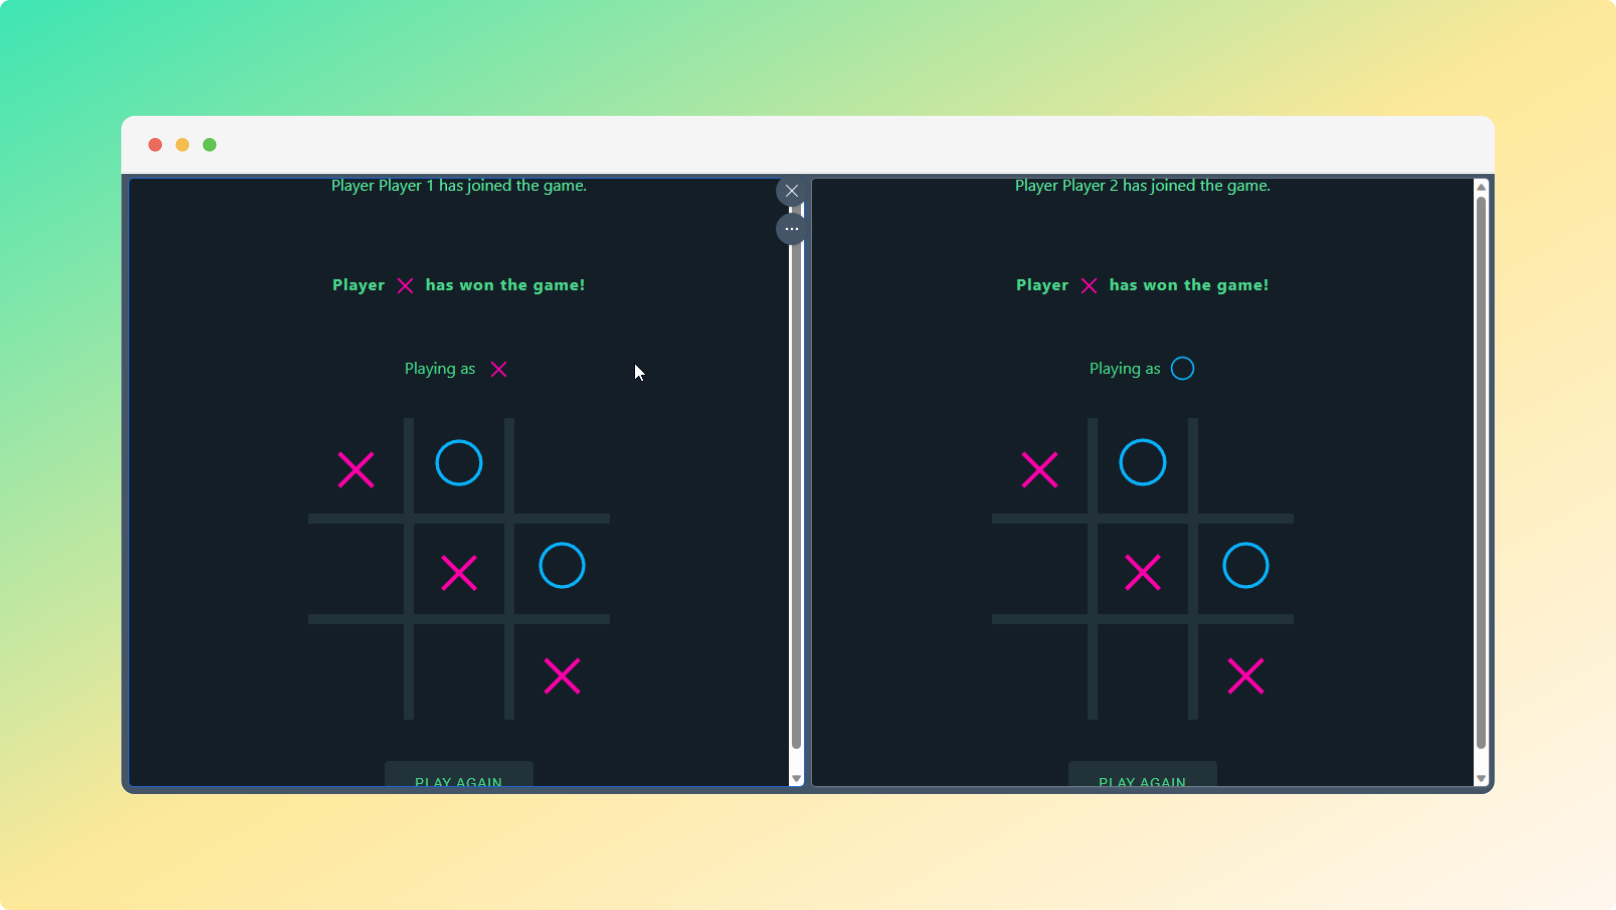 Player Player 1 has joined the game.
Player has won the game!
Playing as
PLAY AGAIN
Player Player 2 has joined the game.
Player has won the game!
Playing as
PLAY AGAIN